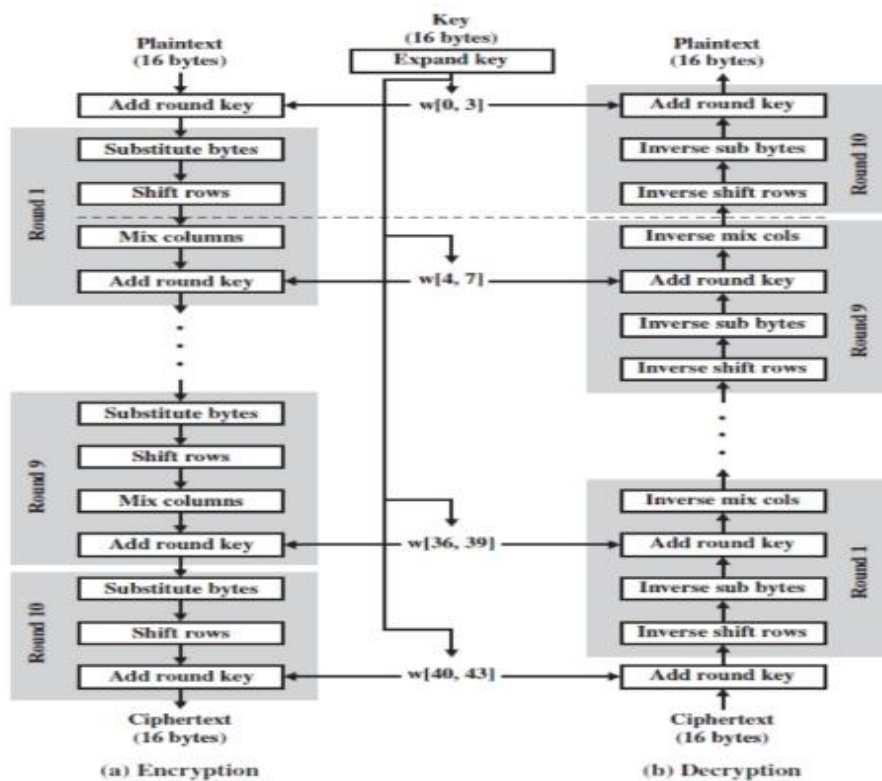 Plaintext
(16 bytes)
Add round key
Substitute bytes
Shift rows
Mix columns
Add round key
Round 1
Substitute bytes
Shift rows
Mix columns
Add round key
Round 9
Substitute bytes
Shift rows
Add round key
Round 10
Ciphertext
(16 bytes)
(a) Encryption
Key
(16 bytes)
Expand key
w[0, 3]
w[4, 7]
w[36, 39]
w[40, 43]
Plaintext
(16 bytes)
Add round key
Inverse sub bytes
Inverse shift rows
Round 10
Inverse mix cols
Add round key
Inverse sub bytes
Inverse shift rows
Round 9
Inverse mix cols
Add round key
Inverse sub bytes
Inverse shift rows
Round 1
Add round key
Ciphertext
(16 bytes)
(b) Decryption